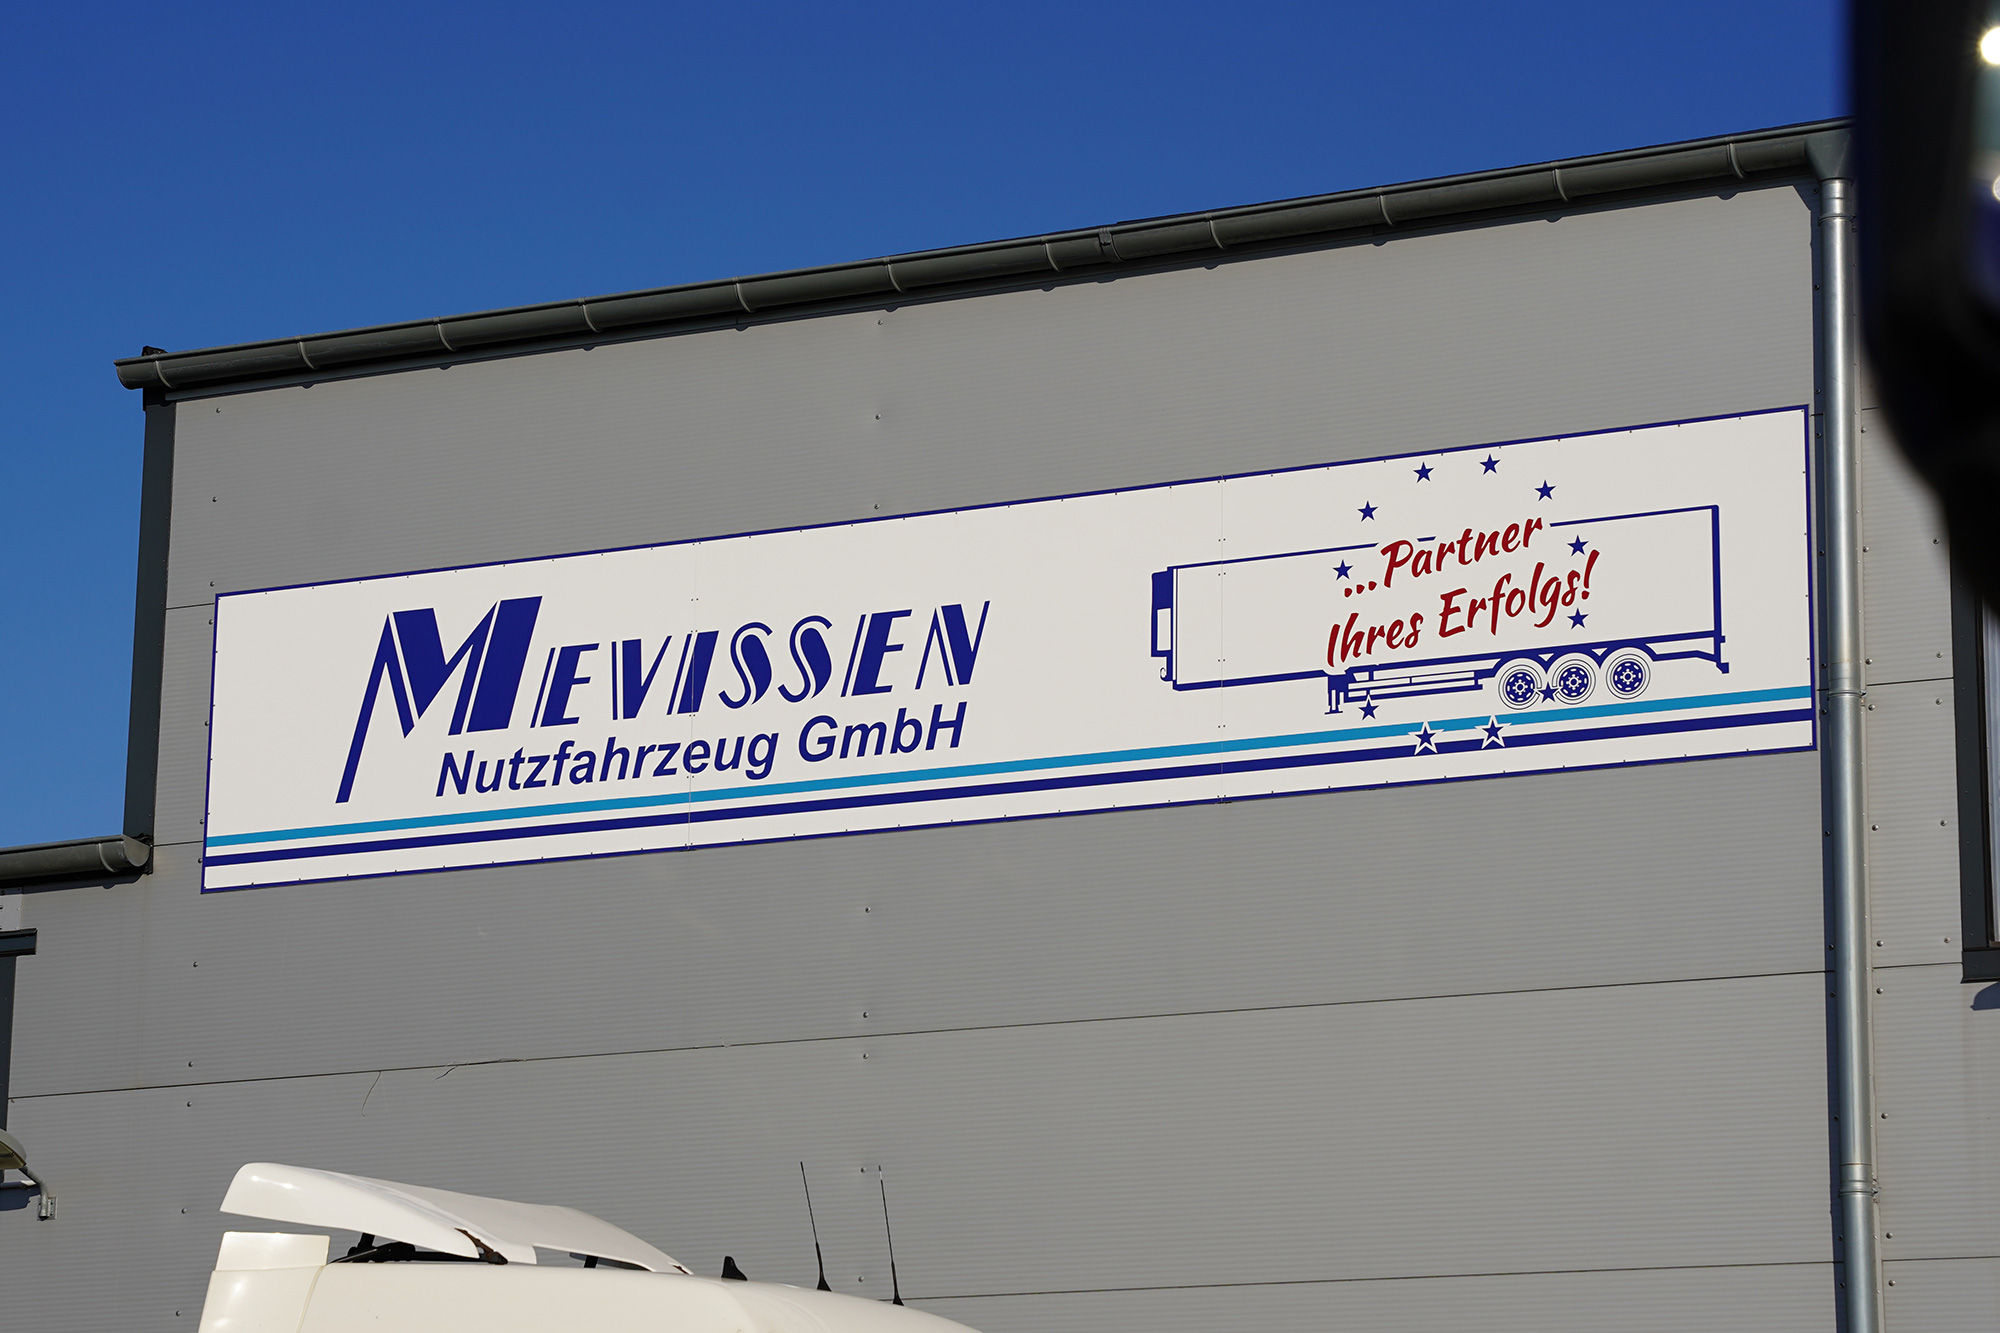 MEVISSEN
Nutzfahrzeug GmbH
...Partner
Ihres Erfolgs!